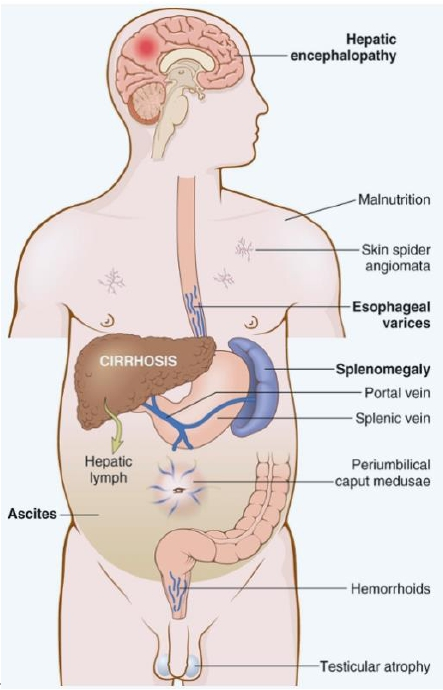 Hepatic
encephalopathy
Malnutrition
Skin spider
angiomata
Esophageal
varices
CIRRHOSIS
Splenomegaly
Portal vein
Splenic vein
Hepatic
lymph
Periumbilical
caput medusae
Ascites
Hemorrhoids
Testicular atrophy